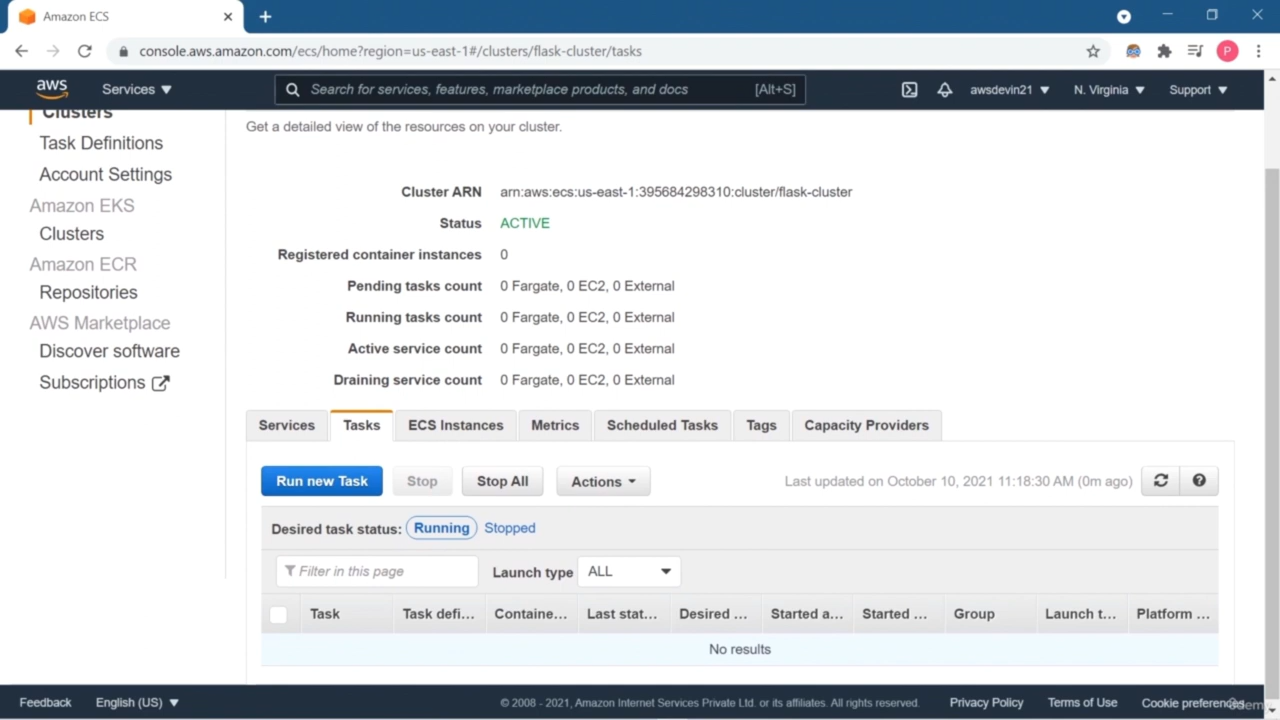 Amazon ECS
console.aws.amazon.com/ecs/home?region=us-east-1#/clusters/flask-cluster/tasks
P
aws
Services
Search for services, features, marketplace products, and docs
[Alt+S]
awsdevin21
N. Virginia
Support
Clusters
Task Definitions
Account Settings
Amazon EKS
Clusters
Amazon ECR
Repositories
AWS Marketplace
Discover software
Subscriptions
Get a detailed view of the resources on your cluster.
Cluster ARN arn:aws:ecs:us-east-1:395684298310:cluster/flask-cluster
Status ACTIVE
Registered container instances 0
Pending tasks count 0 Fargate, 0 EC2, 0 External
Running tasks count 0 Fargate, 0 EC2, 0 External
Active service count 0 Fargate, 0 EC2, 0 External
Draining service count 0 Fargate, 0 EC2, 0 External
Services Tasks ECS Instances Metrics Scheduled Tasks Tags Capacity Providers
Run new Task Stop Stop All Actions Last updated on October 10, 2021 11:18:30 AM (0m ago)
Desired task status: Running Stopped
Filter in this page Launch type ALL
Task Task defi... Containe... Last stat... Desired ... Started a... Started ... Group Launch t... Platform ...
No results
Feedback English (US) © 2008 - 2021, Amazon Internet Services Private Ltd. or its affiliates. All rights reserved. Privacy Policy Terms of Use Cookie preferences